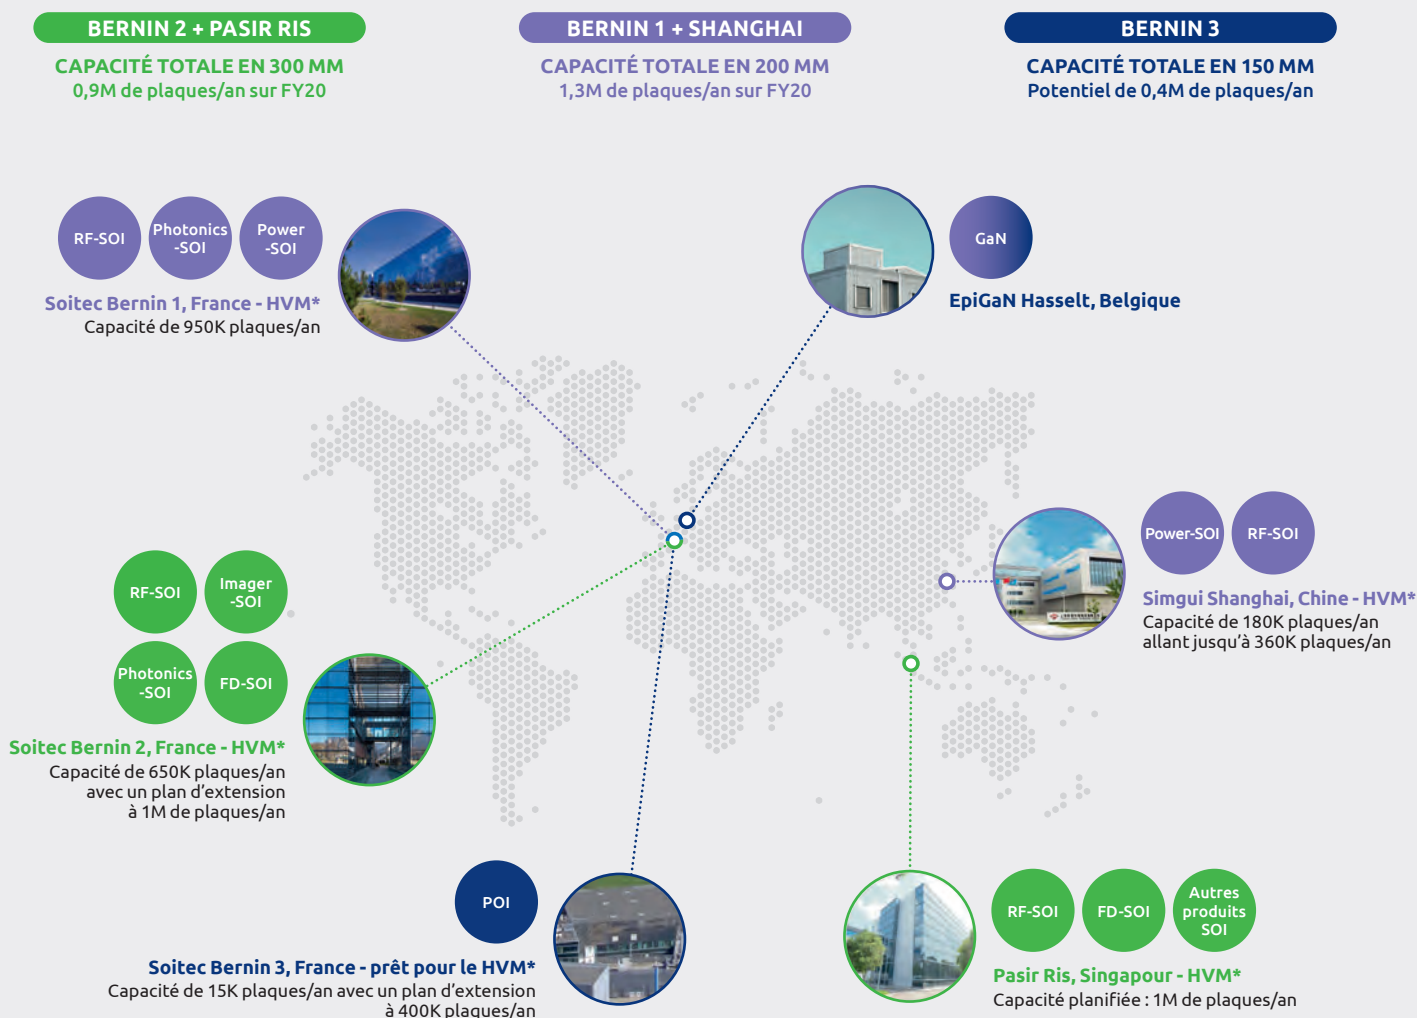 BERNIN 2 + PASIR RIS
CAPACITÉ TOTALE EN 300 MM
0,9M de plaques/an sur FY20
BERNIN 1 + SHANGHAI
CAPACITÉ TOTALE EN 200 MM
1,3M de plaques/an sur FY20
BERNIN 3
CAPACITÉ TOTALE EN 150 MM
Potentiel de 0,4M de plaques/an
RF-SOI
Photonics
-SOI
Power
-SOI
Soitec Bernin 1, France - HVM*
Capacité de 950K plaques/an
GaN
EpiGaN Hasselt, Belgique
Power-SOI
RF-SOI
Simgui Shanghai, Chine - HVM*
Capacité de 180K plaques/an
allant jusqu'à 360K plaques/an
RF-SOI
Imager
-SOI
Photonics
-SOI
FD-SOI
Soitec Bernin 2, France - HVM*
Capacité de 650K plaques/an
avec un plan d'extension
à 1M de plaques/an
POI
Soitec Bernin 3, France - prêt pour le HVM*
Capacité de 15K plaques/an avec un plan d'extension
à 400K plaques/an
RF-SOI
FD-SOI
Autres
produits
SOI
Pasir Ris, Singapour - HVM*
Capacité planifiée : 1M de plaques/an